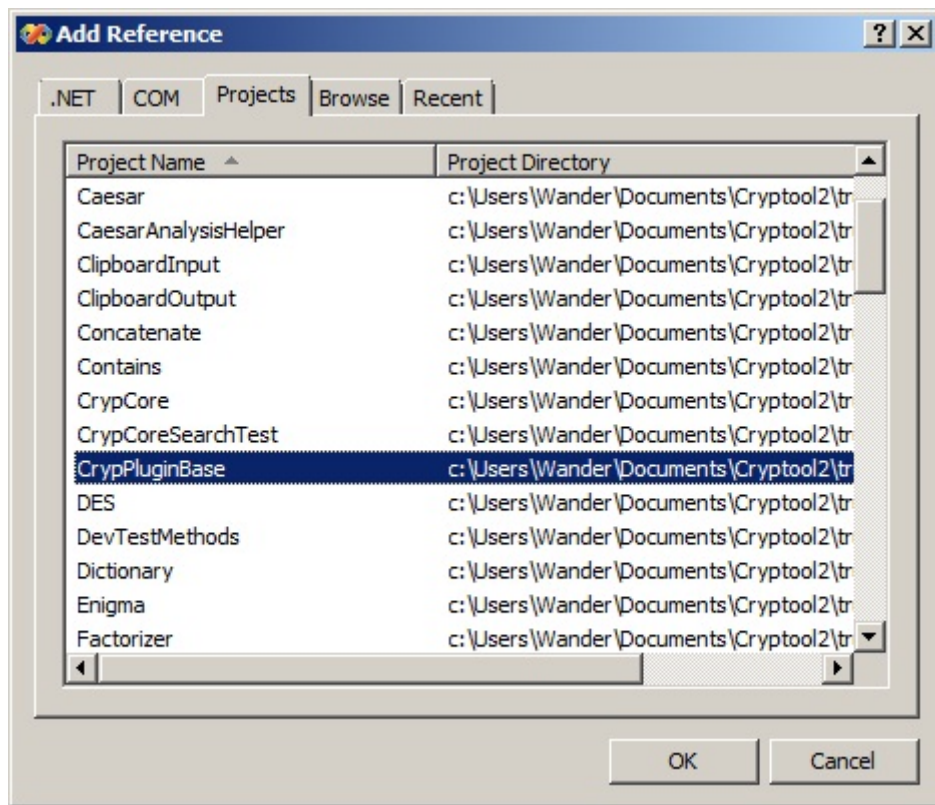 Add Reference
.NET COM Projects Browse Recent
Project Name Project Directory
Caesar c:\Users\Wander\Documents\Cryptool2\tr
CaesarAnalysisHelper c:\Users\Wander\Documents\Cryptool2\tr
ClipboardInput c:\Users\Wander\Documents\Cryptool2\tr
ClipboardOutput c:\Users\Wander\Documents\Cryptool2\tr
Concatenate c:\Users\Wander\Documents\Cryptool2\tr
Contains c:\Users\Wander\Documents\Cryptool2\tr
CrypCore c:\Users\Wander\Documents\Cryptool2\tr
CrypCoreSearchTest c:\Users\Wander\Documents\Cryptool2\tr
CrypPluginBase c:\Users\Wander\Documents\Cryptool2\tr
DES c:\Users\Wander\Documents\Cryptool2\tr
DevTestMethods c:\Users\Wander\Documents\Cryptool2\tr
Dictionary c:\Users\Wander\Documents\Cryptool2\tr
Enigma c:\Users\Wander\Documents\Cryptool2\tr
Factorizer c:\Users\Wander\Documents\Cryptool2\tr
OK Cancel